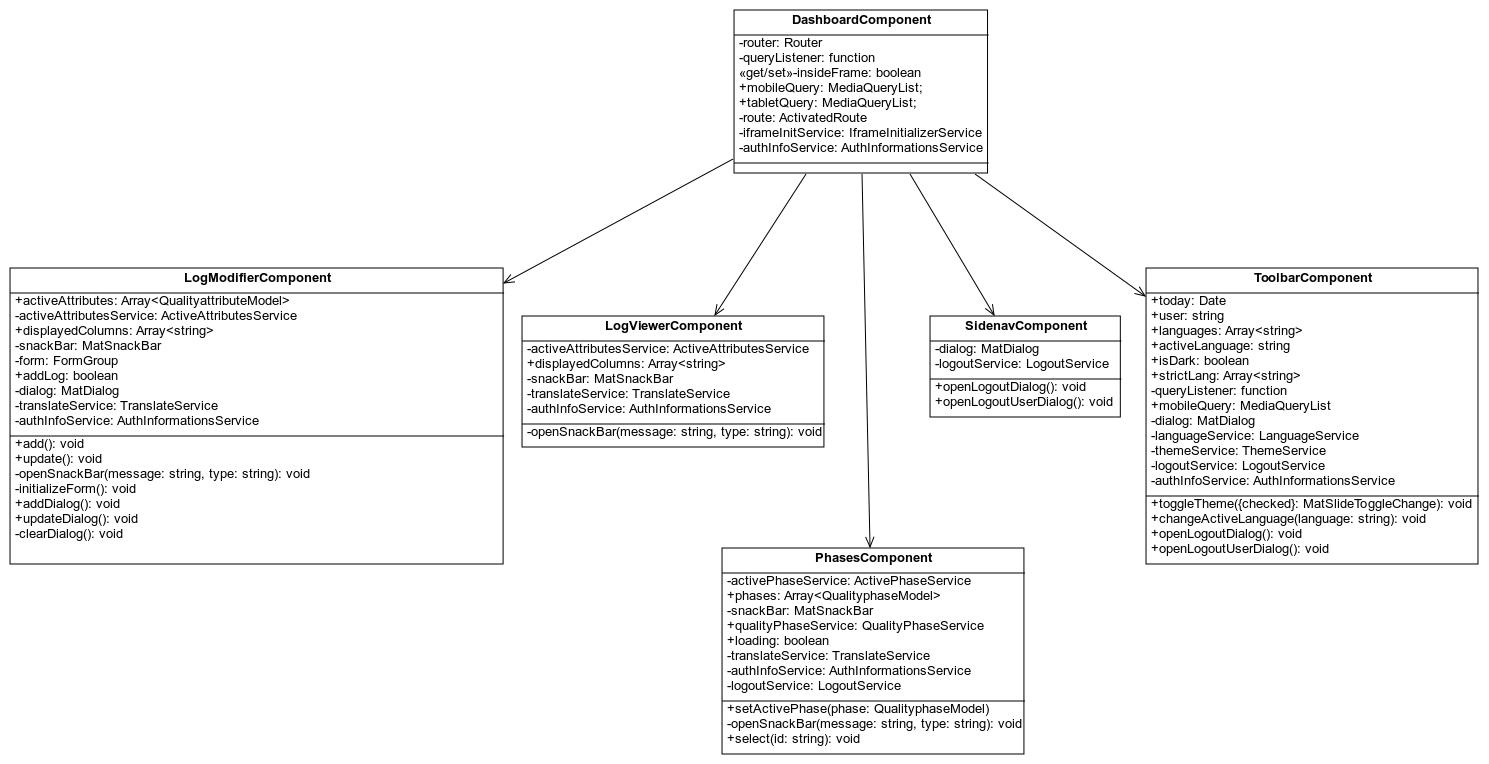 DashboardComponent
-router: Router
-queryListener: function
«get/set»-insideFrame: boolean
+mobileQuery: MediaQueryList;
+tabletQuery: MediaQueryList;
-route: ActivatedRoute
-iframeInitService: IframeInitializerService
-authInfoService: AuthInformationsService
LogModifierComponent
+activeAttributes: Array<QualityattributeModel>
-activeAttributesService: ActiveAttributesService
+displayedColumns: Array<string>
-snackBar: MatSnackBar
-form: FormGroup
+addLog: boolean
-dialog: MatDialog
-translateService: TranslateService
-authInfoService: AuthInformationsService
+add(): void
+update(): void
-openSnackBar(message: string, type: string): void
-initializeForm(): void
+addDialog(): void
+updateDialog(): void
-clearDialog(): void
LogViewerComponent
-activeAttributesService: ActiveAttributesService
+displayedColumns: Array<string>
-snackBar: MatSnackBar
-translateService: TranslateService
-authInfoService: AuthInformationsService
-openSnackBar(message: string, type: string): void
SidenavComponent
-dialog: MatDialog
-logoutService: LogoutService
+openLogoutDialog(): void
+openLogoutUserDialog(): void
ToolbarComponent
+today: Date
+user: string
+languages: Array<string>
+activeLanguage: string
+isDark: boolean
+strictLang: Array<string>
-queryListener: function
+mobileQuery: MediaQueryList
-dialog: MatDialog
-languageService: LanguageService
-themeService: ThemeService
-logoutService: LogoutService
-authInfoService: AuthInformationsService
+toggleTheme({checked}: MatSlideToggleChange): void
+changeActiveLanguage(language: string): void
+openLogoutDialog(): void
+openLogoutUserDialog(): void
PhasesComponent
-activePhaseService: ActivePhaseService
+phases: Array<QualityphaseModel>
-snackBar: MatSnackBar
+qualityPhaseService: QualityPhaseService
+loading: boolean
-translateService: TranslateService
-authInfoService: AuthInformationsService
-logoutService: LogoutService
+setActivePhase(phase: QualityphaseModel)
-openSnackBar(message: string, type: string): void
+select(id: string): void